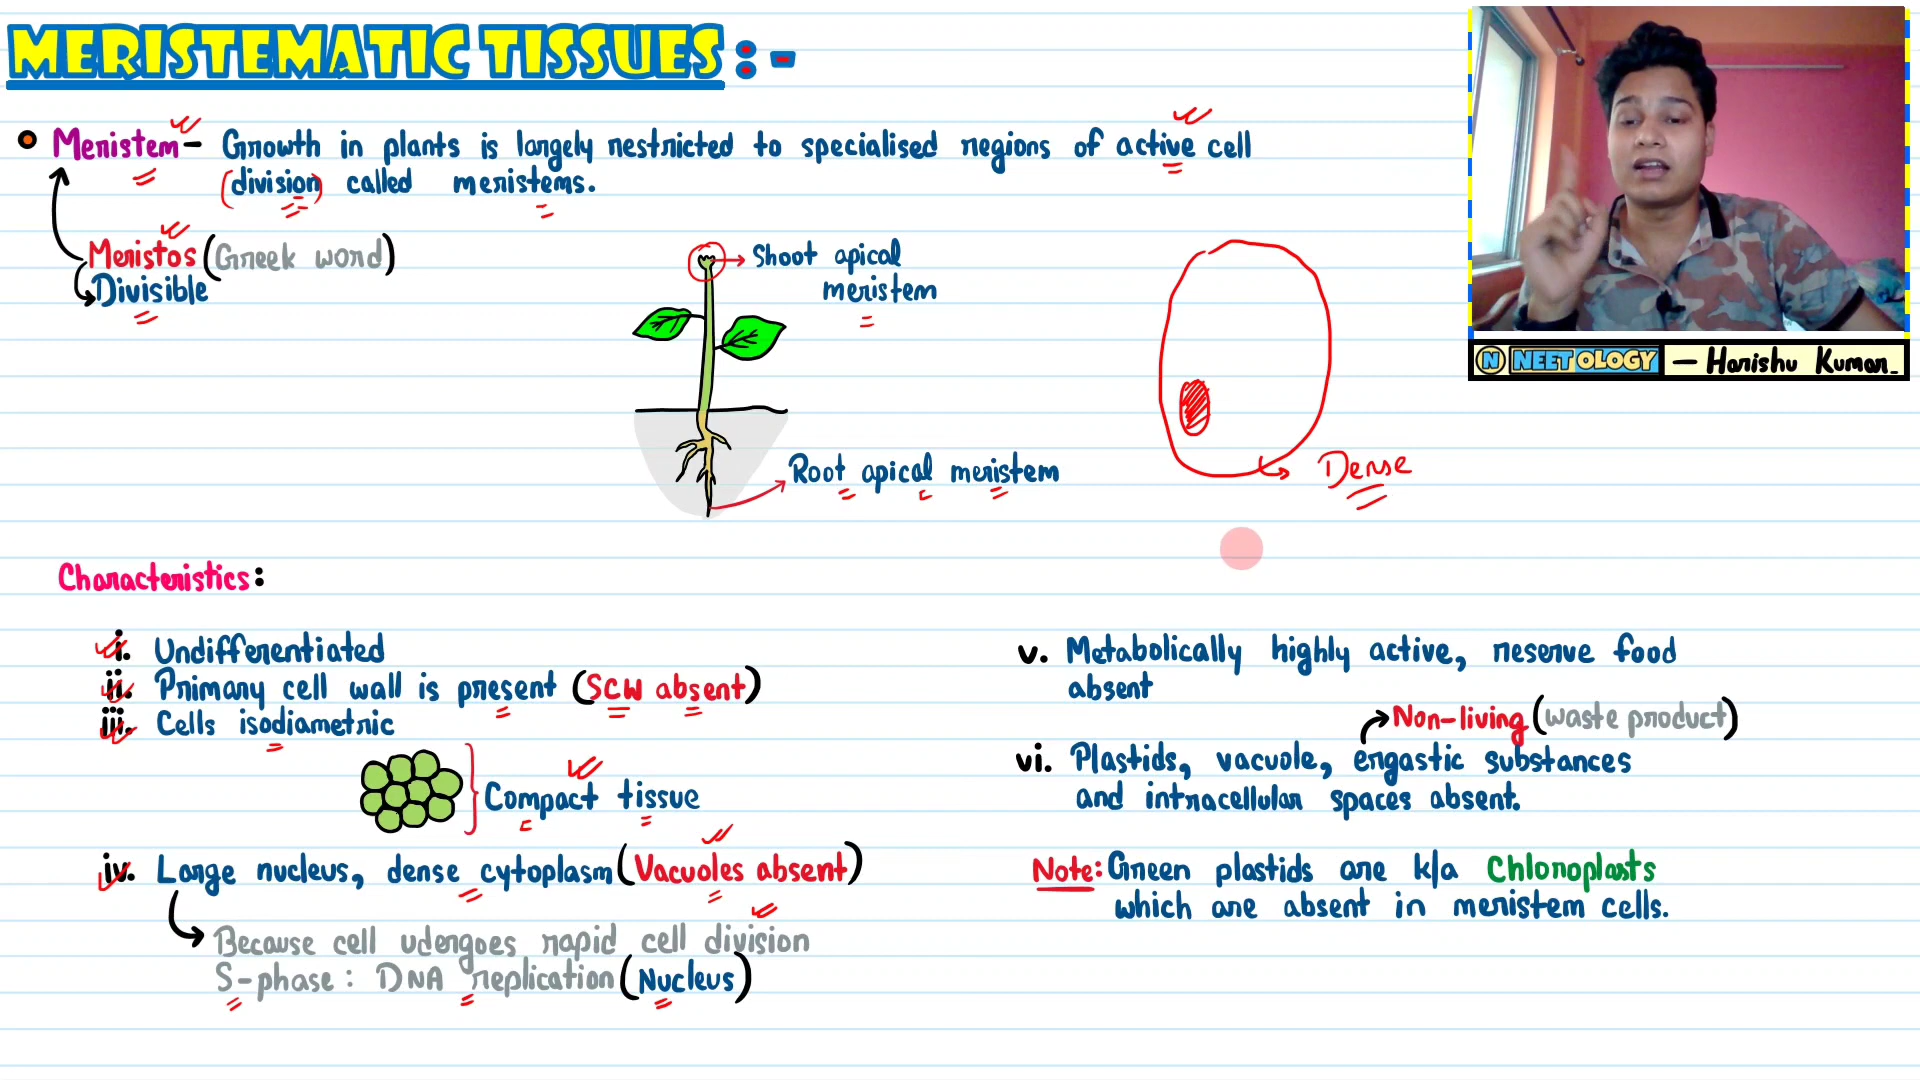 MERISTEMATIC TISSUES :-
Meristem - Growth in plants is largely restricted to specialised regions of active cell
(division) called meristems.
Meristos (Greek word)
Divisible
Shoot apical
meristem
Root apical meristem
Dense
N NEETOLOGY - Harishu Kumar_
Characteristics:
i. Undifferentiated
ii. Primary cell wall is present (SCW absent)
iii. Cells isodiametric
Compact tissue
iv. Large nucleus, dense cytoplasm (Vacuoles absent)
Because cell udergoes rapid cell division
S-phase : DNA replication (Nucleus)
v. Metabolically highly active, reserve food
absent
Non-living (waste product)
vi. Plastids, vacuole, ergastic substances
and intracellular spaces absent.
Note: Green plastids are k/a Chloroplasts
which are absent in meristem cells.